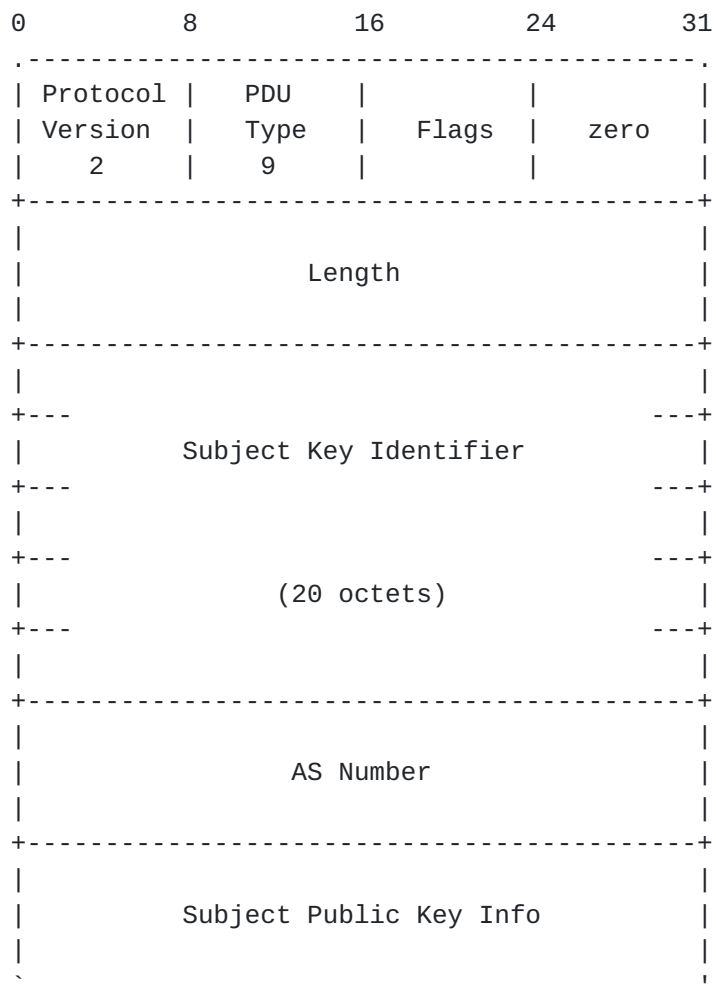 0          8          16         24        31
.-------------------------------------------.
| Protocol |   PDU    |          |          |
| Version  |   Type   |   Flags  |   zero   |
|    2     |    9     |          |          |
+-------------------------------------------+
|                                           |
|                  Length                   |
|                                           |
+-------------------------------------------+
|                                           |
+---                                     ---+
|          Subject Key Identifier           |
+---                                     ---+
|                                           |
+---                                     ---+
|                (20 octets)                |
+---                                     ---+
|                                           |
+-------------------------------------------+
|                                           |
|                 AS Number                 |
|                                           |
+-------------------------------------------+
|                                           |
|          Subject Public Key Info          |
|                                           |
`                                           '